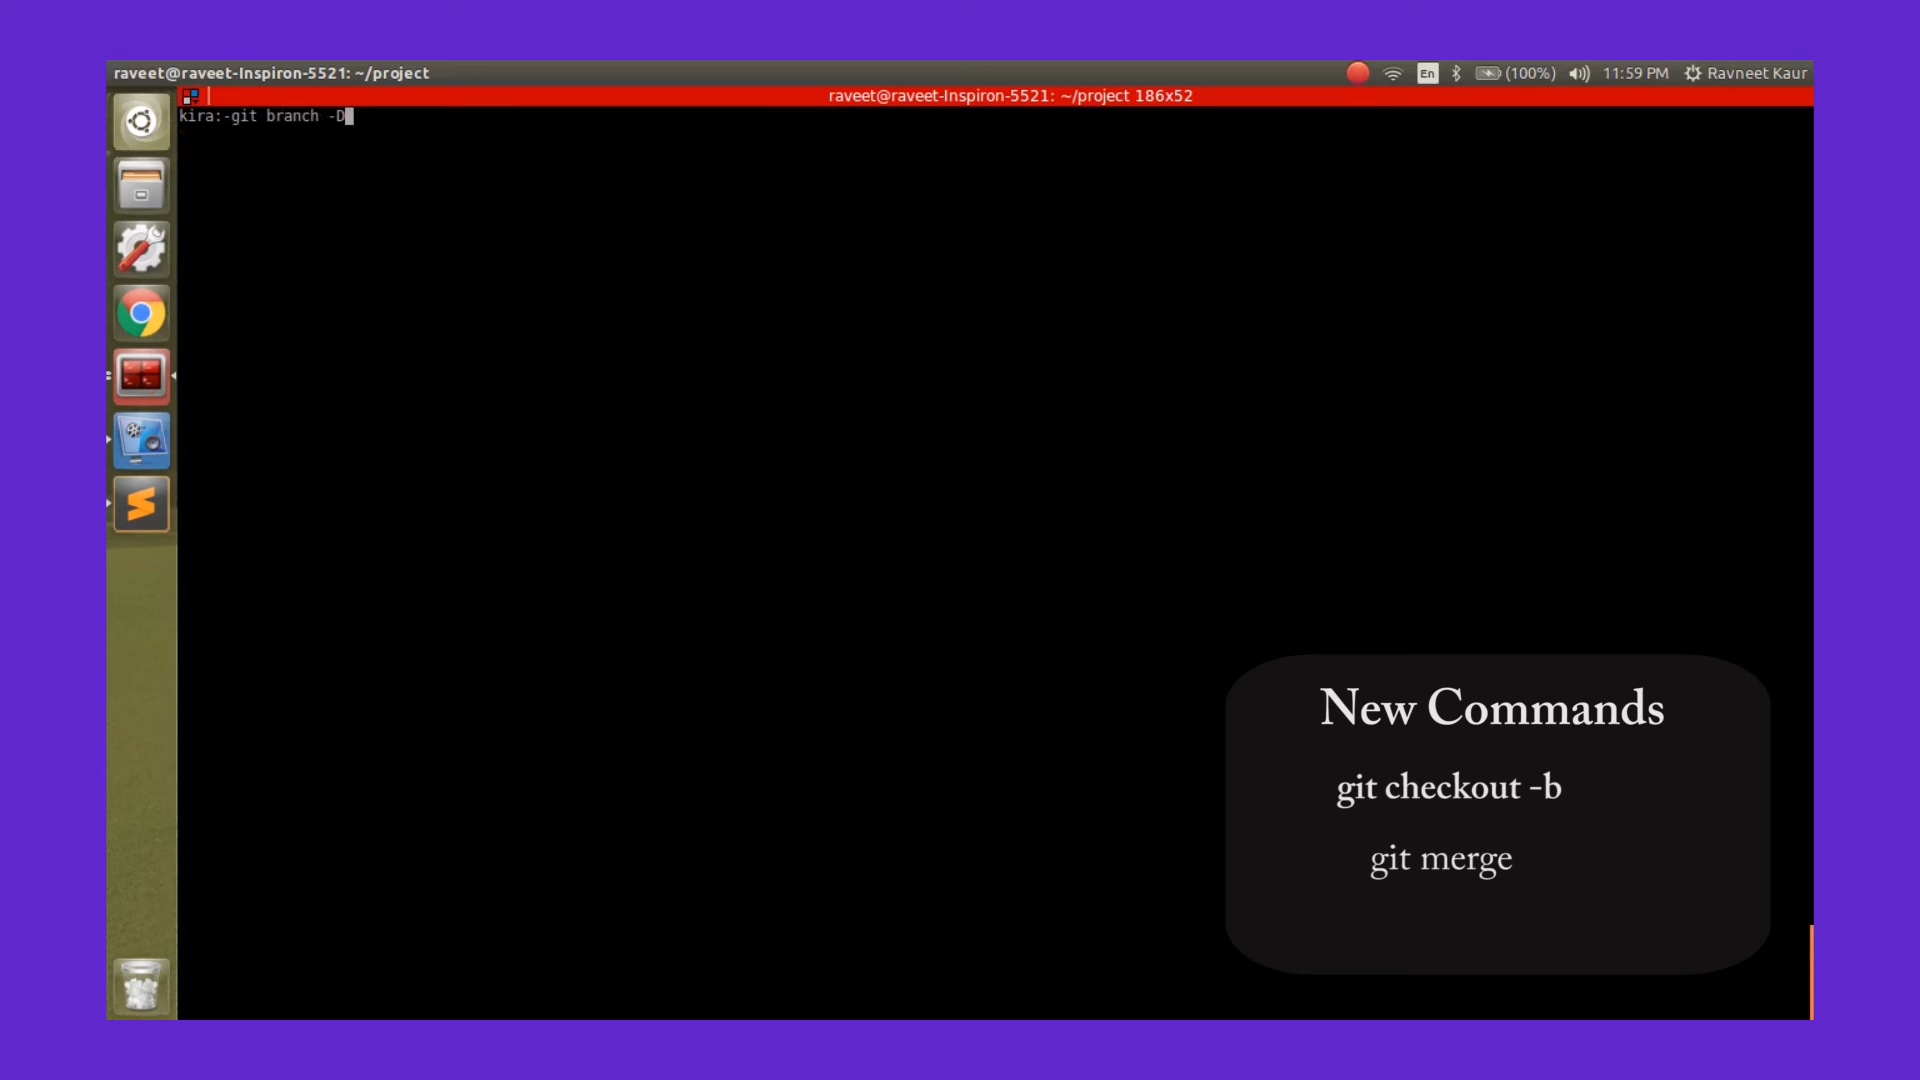 raveet@raveet-Inspiron-5521: ~/project
En (100%) 11:59 PM Ravneet Kaur
raveet@raveet-Inspiron-5521: ~/project 186x52
kira:-git branch -D
New Commands
git checkout -b
git merge